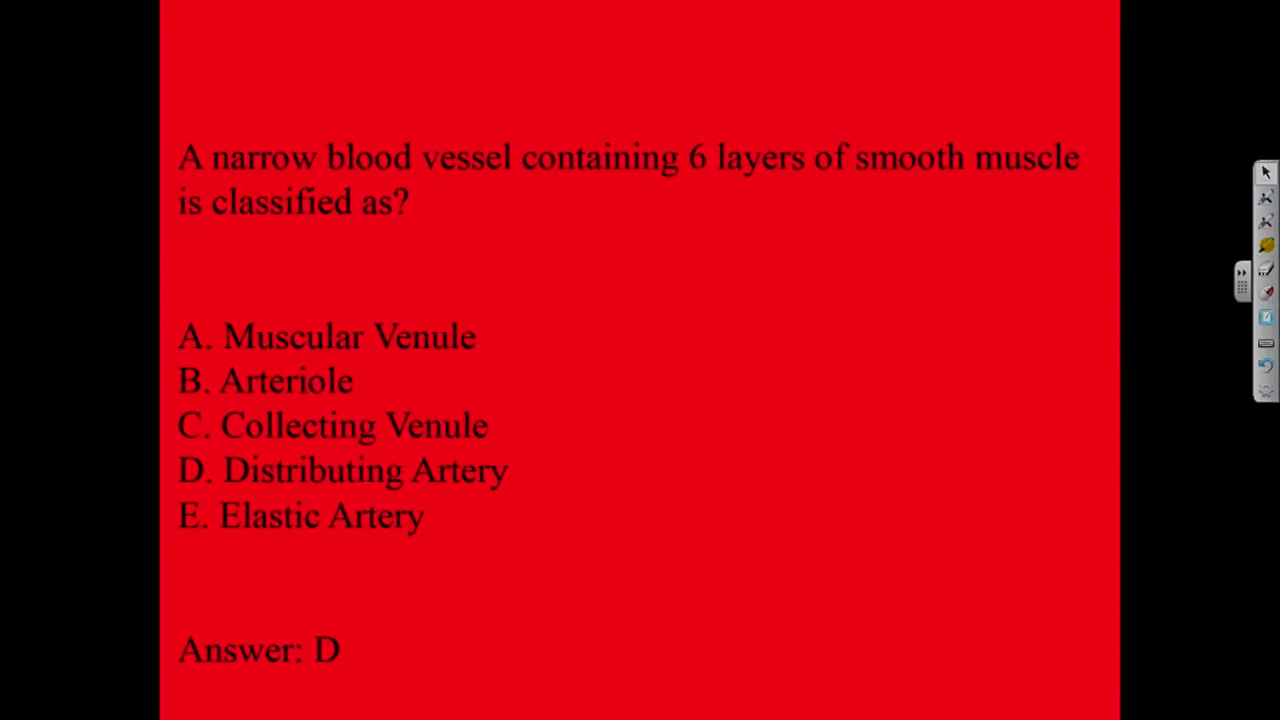 A narrow blood vessel containing 6 layers of smooth muscle
is classified as?
A. Muscular Venule
B. Arteriole
C. Collecting Venule
D. Distributing Artery
E. Elastic Artery
Answer: D